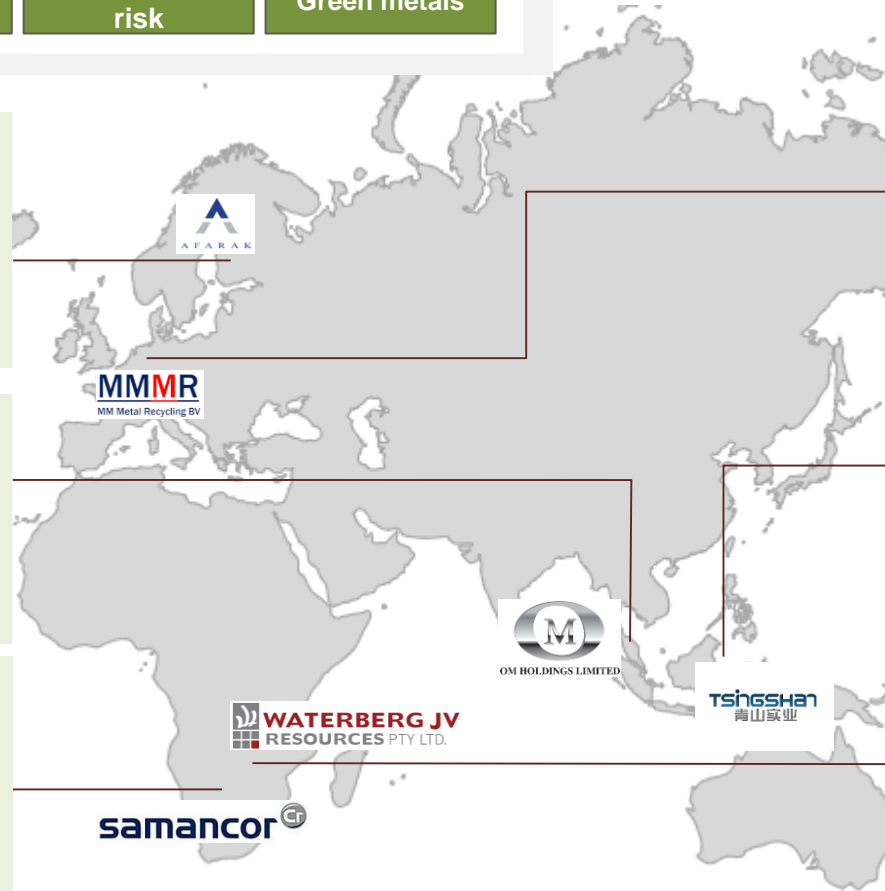 risk
Green metals
AFARAK
MMMR
MM Metal Recycling BV
M
OM HOLDINGS LIMITED
TSINGSHAN
青山实业
WATERBERG JV
RESOURCES PTY LTD.
samancor Cr